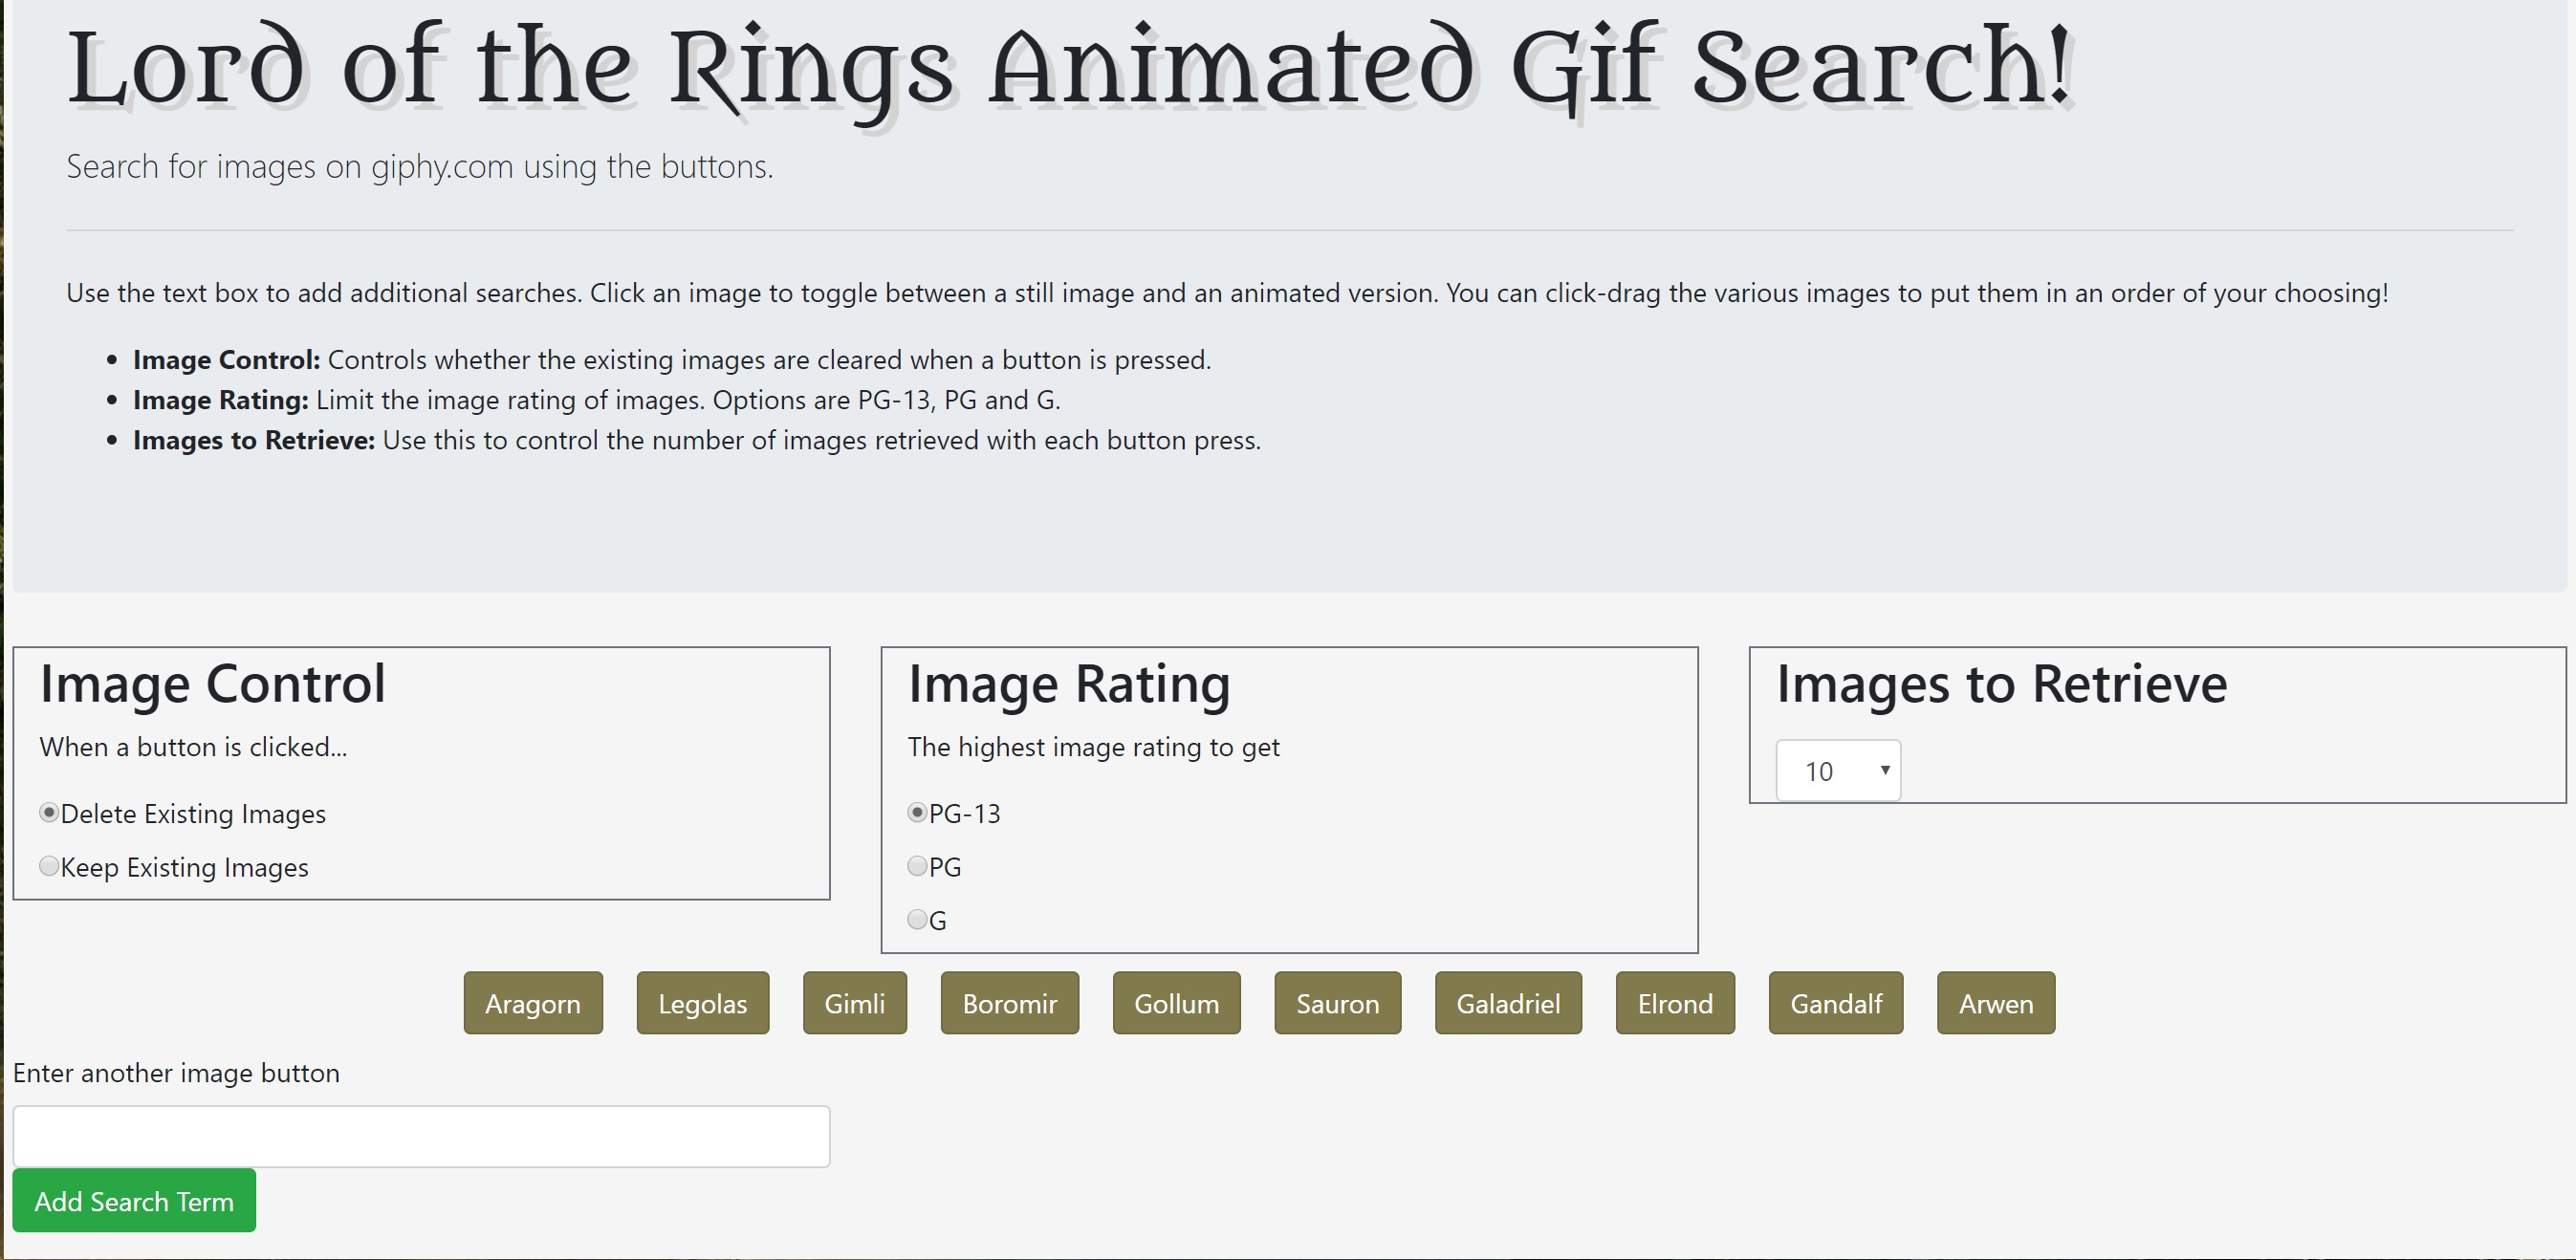 Lord of the Rings Animated Gif Search!
Search for images on giphy.com using the buttons.
Use the text box to add additional searches. Click an image to toggle between a still image and an animated version. You can click-drag the various images to put them in an order of your choosing!
Image Control: Controls whether the existing images are cleared when a button is pressed.
Image Rating: Limit the image rating of images. Options are PG-13, PG and G.
Images to Retrieve: Use this to control the number of images retrieved with each button press.
Image Control
When a button is clicked...
Delete Existing Images
Keep Existing Images
Image Rating
The highest image rating to get
PG-13
PG
G
Images to Retrieve
10
Aragorn Legolas Gimli Boromir Gollum Sauron Galadriel Elrond Gandalf Arwen
Enter another image button
Add Search Term